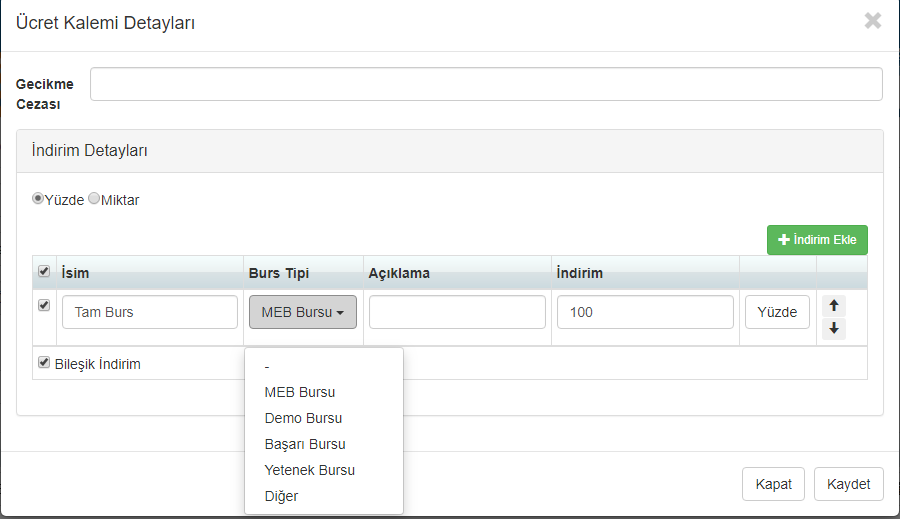 Ücret Kalemi Detayları
Gecikme
Cezası
İndirim Detayları
Yüzde Miktar
İndirim Ekle
İsim Burs Tipi Açıklama İndirim
Tam Burs MEB Bursu 100 Yüzde
Bileşik İndirim
-
MEB Bursu
Demo Bursu
Başarı Bursu
Yetenek Bursu
Diğer
Kapat Kaydet